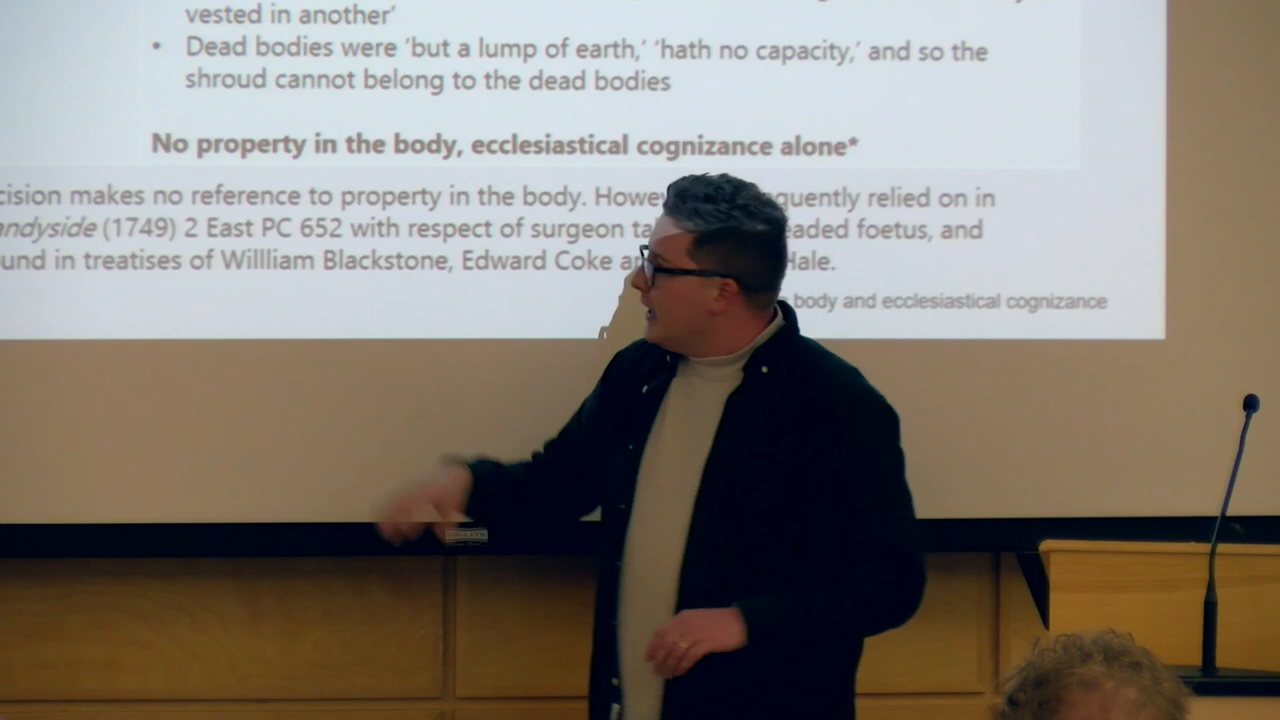 vested in another'
• Dead bodies were 'but a lump of earth,' 'hath no capacity,' and so the
shroud cannot belong to the dead bodies
No property in the body, ecclesiastical cognizance alone*
cision makes no reference to property in the body. Howe quently relied on in
andyside (1749) 2 East PC 652 with respect of surgeon ta eaded foetus, and
und in treatises of Willliam Blackstone, Edward Coke a Hale.
body and ecclesiastical cognizance